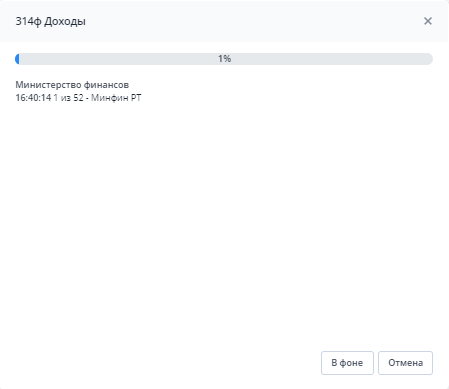 314ф Доходы
1%
Министерство финансов
16:40:14 1 из 52 - Минфин РТ
В фоне Отмена